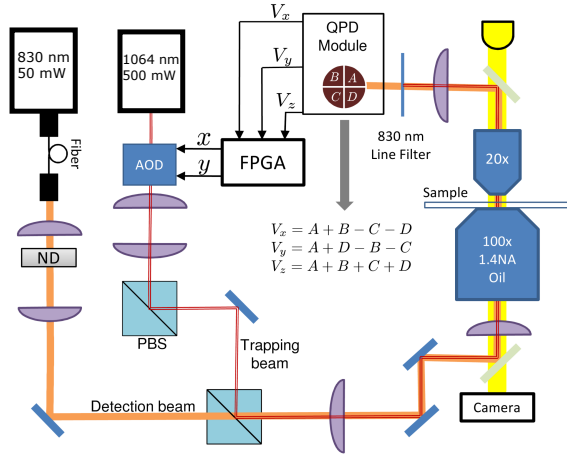 830 nm
50 mW
1064 nm
500 mW
V_x
V_y
V_z
QPD
Module
B A
C D
Fiber
AOD
x
y
FPGA
830 nm
Line Filter
20x
Sample
ND
V_x = A + B − C − D
V_y = A + D − B − C
V_z = A + B + C + D
100x
1.4NA
Oil
PBS
Trapping
beam
Detection beam
Camera